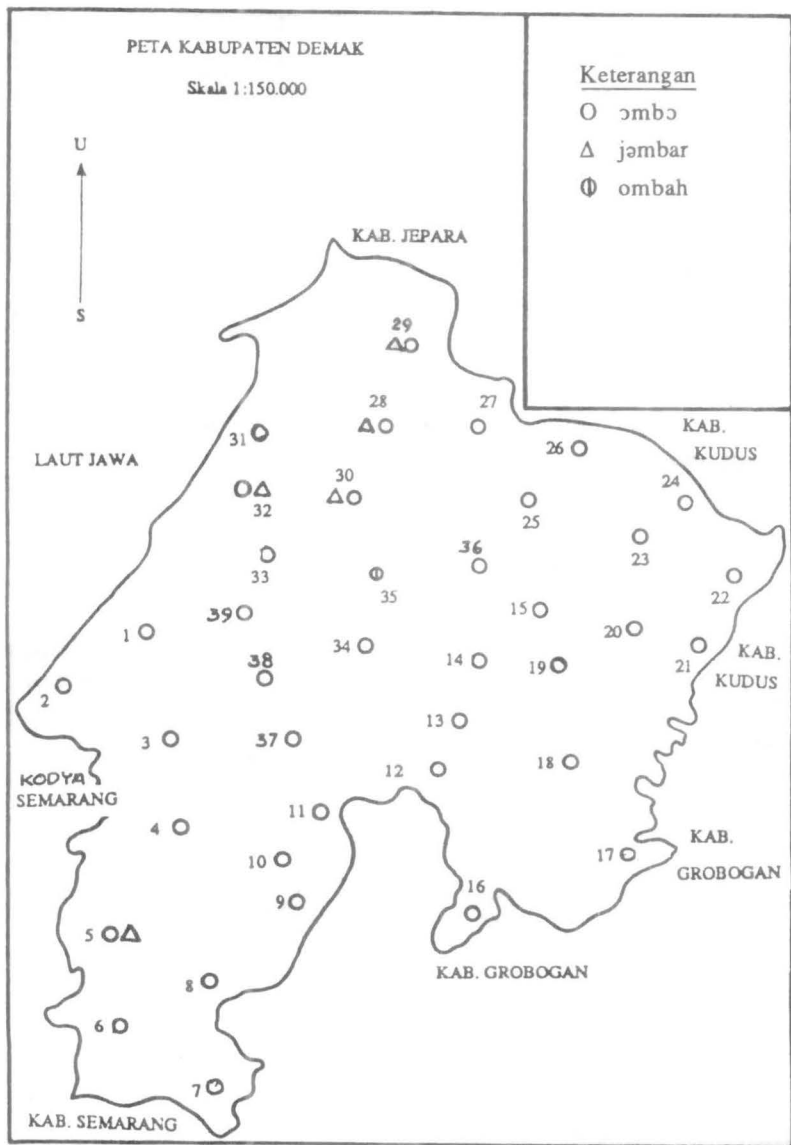 PETA KABUPATEN DEMAK
Skala 1:150.000
Keterangan
O ɔmbɔ
Δ jəmbar
Φ ombah
U
S
KAB. JEPARA
29
28
27
31
26
KAB.
KUDUS
LAUT JAWA
30
24
32
25
23
33
36
35
22
39
15
1
20
34
14
19
21
KAB.
KUDUS
38
2
13
3
37
12
18
KODYA
SEMARANG
11
4
10
17
KAB.
GROBOGAN
9
16
5
KAB. GROBOGAN
8
6
7
KAB. SEMARANG